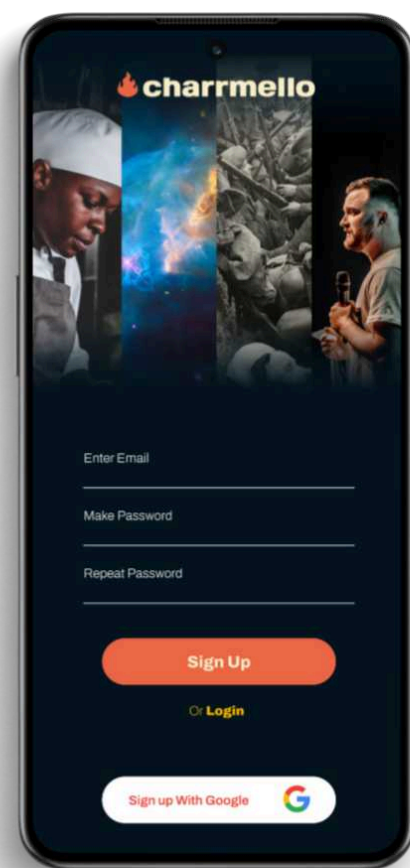 charrmello
Enter Email
Make Password
Repeat Password
Sign Up
Or Login
Sign up With Google